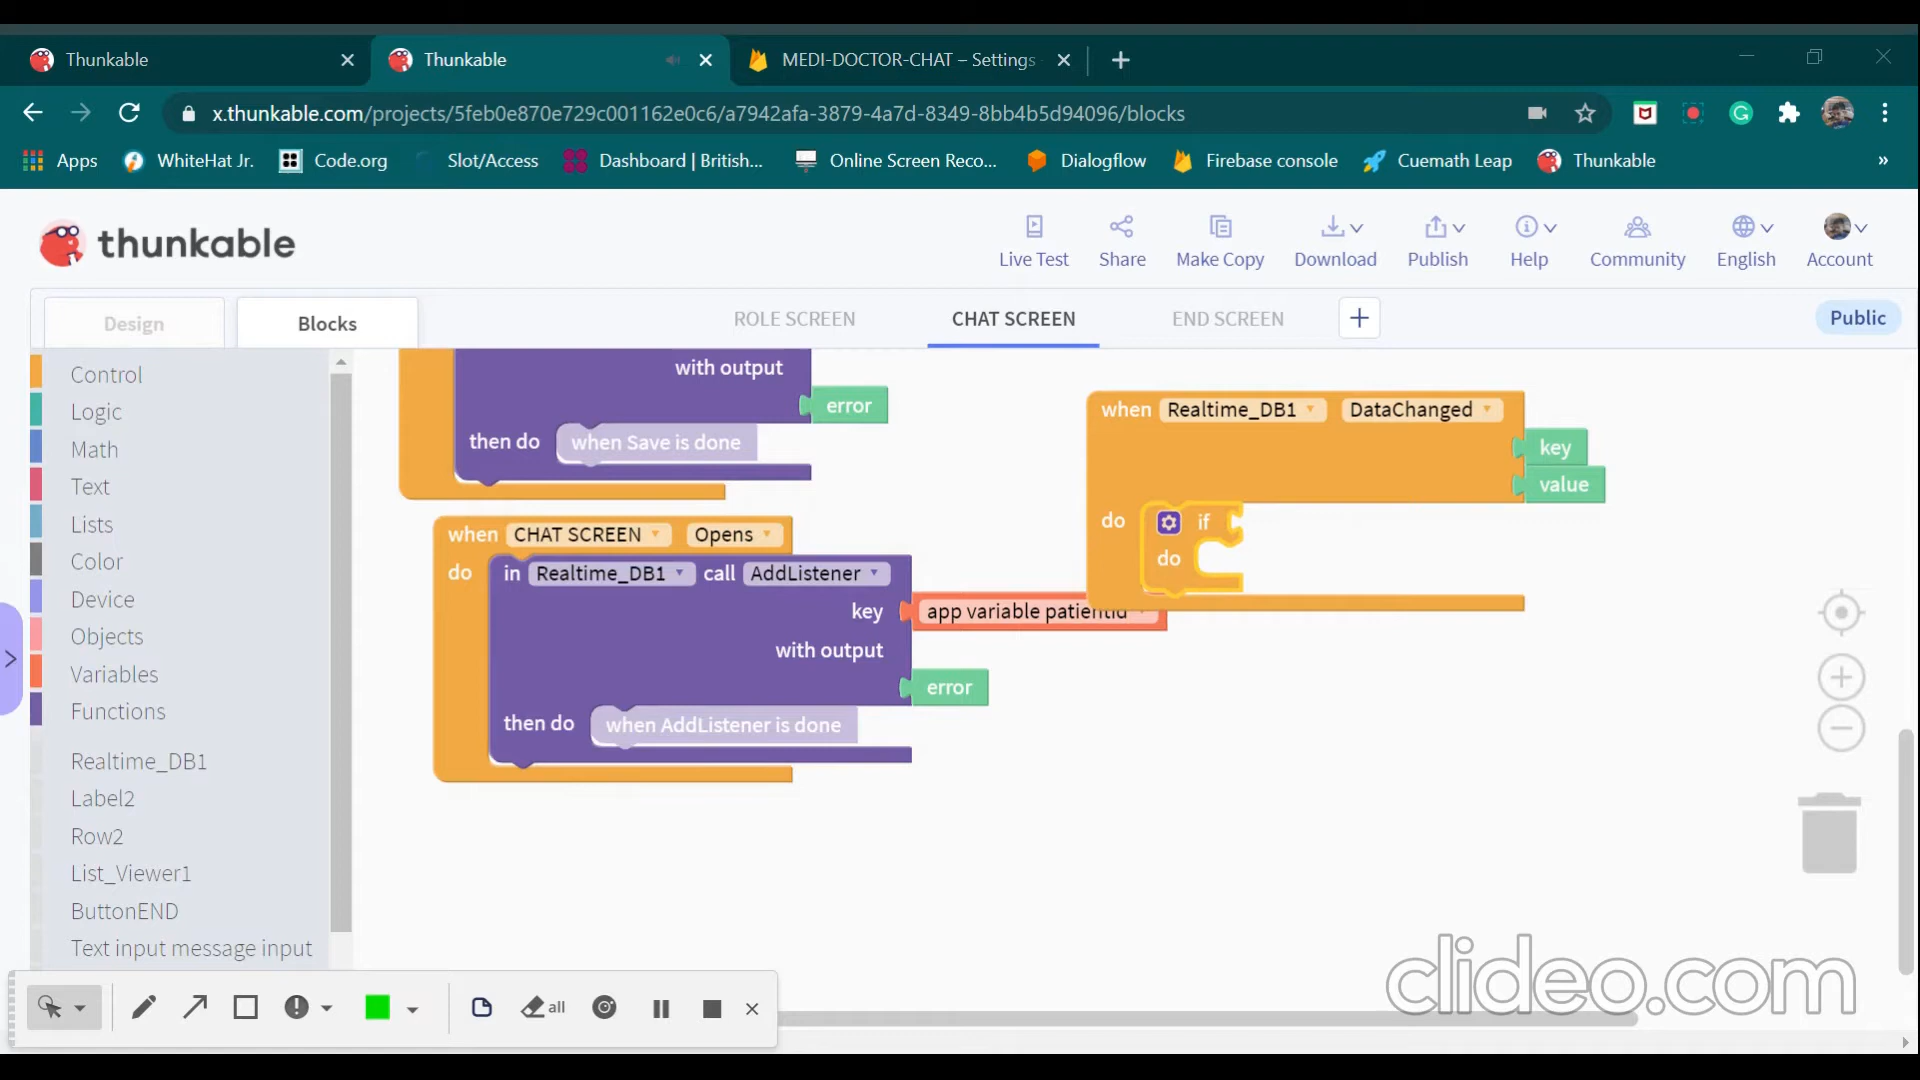 Thunkable
Thunkable
MEDI-DOCTOR-CHAT – Settings
x.thunkable.com/projects/5feb0e870e729c001162e0c6/a7942afa-3879-4a7d-8349-8bb4b5d94096/blocks
Apps
WhiteHat Jr.
Code.org
Slot/Access
Dashboard | British...
Online Screen Reco...
Dialogflow
Firebase console
Cuemath Leap
Thunkable
»
thunkable
Live Test
Share
Make Copy
Download
Publish
Help
Community
English
Account
Design
Blocks
ROLE SCREEN
CHAT SCREEN
END SCREEN
Public
Control
Logic
Math
Text
Lists
Color
Device
Objects
Variables
Functions
Realtime_DB1
Label2
Row2
List_Viewer1
ButtonEND
Text input message input
with output
error
then do when Save is done
when CHAT SCREEN Opens
do in Realtime_DB1 call AddListener
key app variable patientid
with output
error
then do when AddListener is done
when Realtime_DB1 DataChanged
key
value
do if
do
all
clideo.com